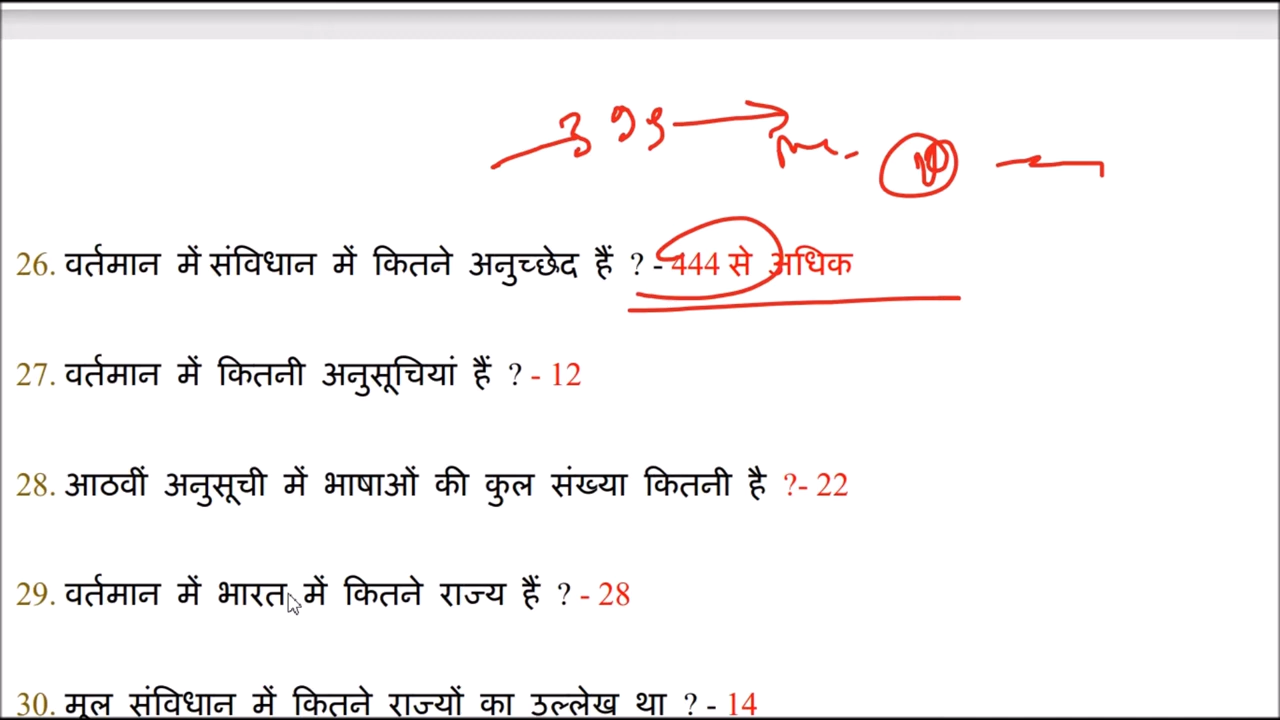 395
26. वर्तमान में संविधान में कितने अनुच्छेद हैं ? - 444 से अधिक
27. वर्तमान में कितनी अनुसूचियां हैं ? - 12
28. आठवीं अनुसूची में भाषाओं की कुल संख्या कितनी है ?- 22
29. वर्तमान में भारत में कितने राज्य हैं ? - 28
30. मूल संविधान में कितने राज्यों का उल्लेख था ? - 14